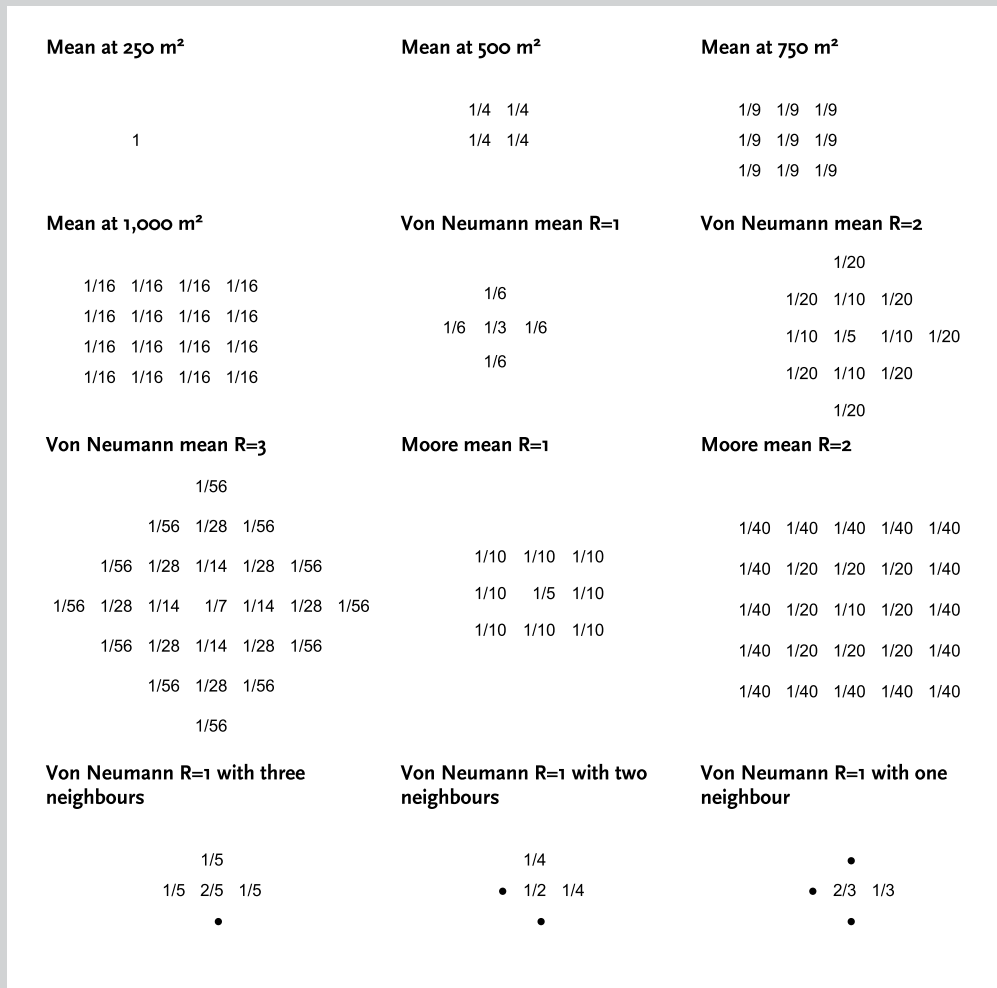 Mean at 250 m²
1
Mean at 500 m²
1/4 1/4
1/4 1/4
Mean at 750 m²
1/9 1/9 1/9
1/9 1/9 1/9
1/9 1/9 1/9
Mean at 1,000 m²
1/16 1/16 1/16 1/16
1/16 1/16 1/16 1/16
1/16 1/16 1/16 1/16
1/16 1/16 1/16 1/16
Von Neumann mean R=1
1/6
1/6 1/3 1/6
1/6
Von Neumann mean R=2
1/20
1/20 1/10 1/20
1/10 1/5 1/10 1/20
1/20 1/10 1/20
1/20
Von Neumann mean R=3
1/56
1/56 1/28 1/56
1/56 1/28 1/14 1/28 1/56
1/56 1/28 1/14 1/7 1/14 1/28 1/56
1/56 1/28 1/14 1/28 1/56
1/56 1/28 1/56
1/56
Moore mean R=1
1/10 1/10 1/10
1/10 1/5 1/10
1/10 1/10 1/10
Moore mean R=2
1/40 1/40 1/40 1/40 1/40
1/40 1/20 1/20 1/20 1/40
1/40 1/20 1/10 1/20 1/40
1/40 1/20 1/20 1/20 1/40
1/40 1/40 1/40 1/40 1/40
Von Neumann R=1 with three
neighbours
1/5
1/5 2/5 1/5
•
Von Neumann R=1 with two
neighbours
1/4
• 1/2 1/4
•
Von Neumann R=1 with one
neighbour
•
• 2/3 1/3
•